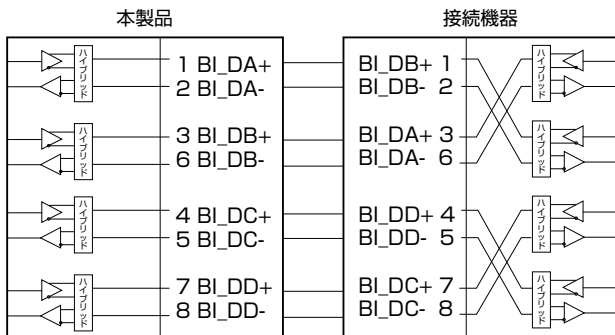 本製品
接続機器
ハイブリッド
1 BI_DA+
2 BI_DA-
BI_DB+ 1
BI_DB- 2
ハイブリッド
ハイブリッド
3 BI_DB+
6 BI_DB-
BI_DA+ 3
BI_DA- 6
ハイブリッド
ハイブリッド
4 BI_DC+
5 BI_DC-
BI_DD+ 4
BI_DD- 5
ハイブリッド
ハイブリッド
7 BI_DD+
8 BI_DD-
BI_DC+ 7
BI_DC- 8
ハイブリッド